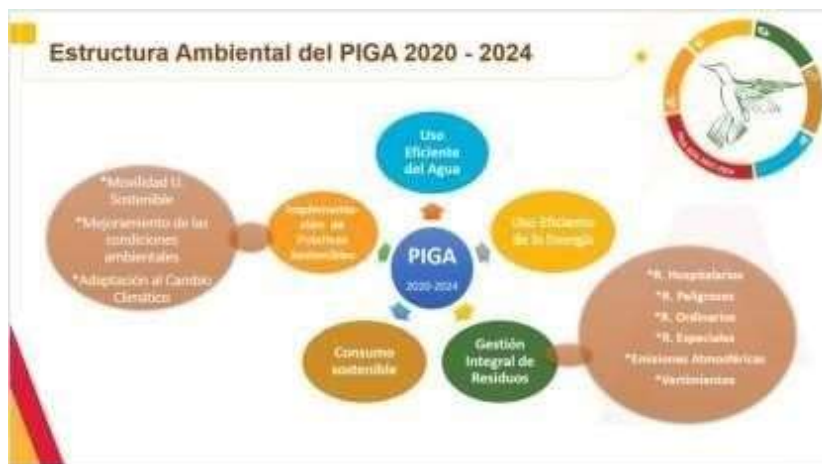 Estructura Ambiental del PIGA 2020 - 2024
Uso
Eficiente
del Agua
*Movilidad U.
Sostenible
*Mejoramiento de las
condiciones
ambientales
*Adaptación al Cambio
Climático
Implementa-
ción de
Prácticas
Sostenibles
Uso Eficiente
de la Energía
PIGA
2020-2024
Consumo
sostenible
Gestión
Integral de
Residuos
*R. Hospitalarios
*R. Peligrosos
*R. Ordinarios
*R. Especiales
*Emisiones Atmosféricas
*Vertimientos